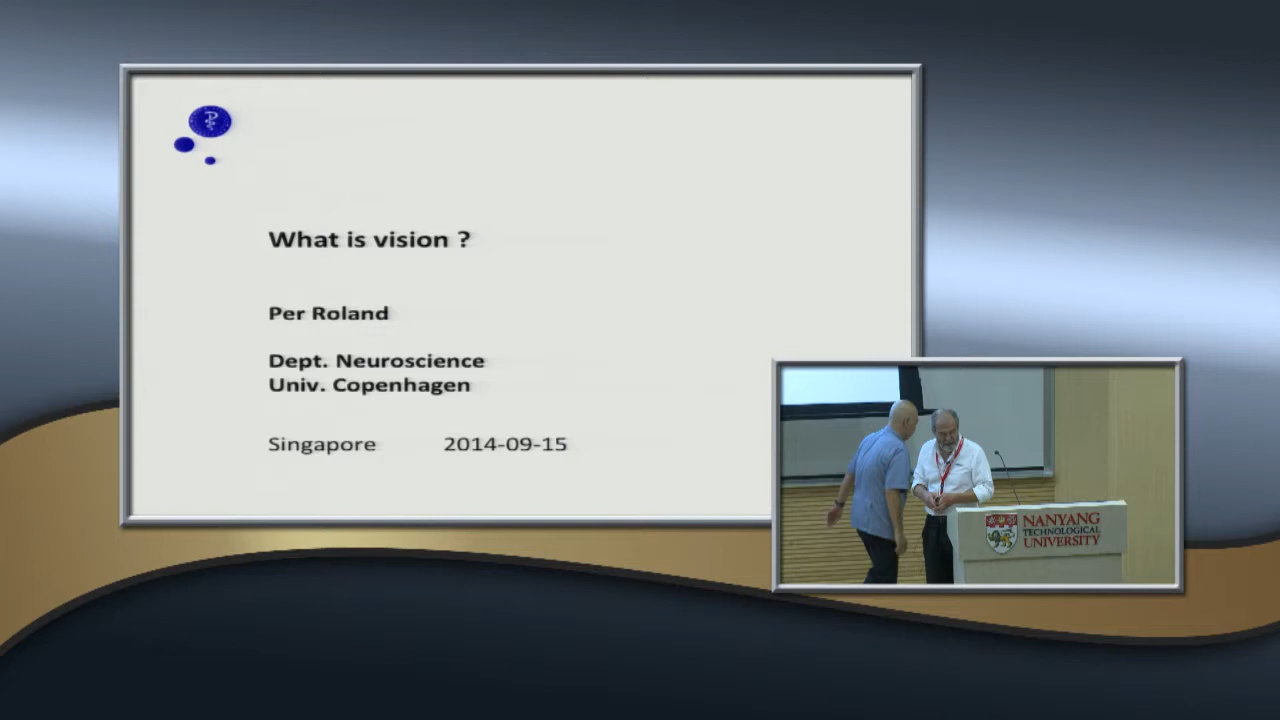 What is vision ?
Per Roland
Dept. Neuroscience
Univ. Copenhagen
Singapore 2014-09-15
NANYANG
TECHNOLOGICAL
UNIVERSITY